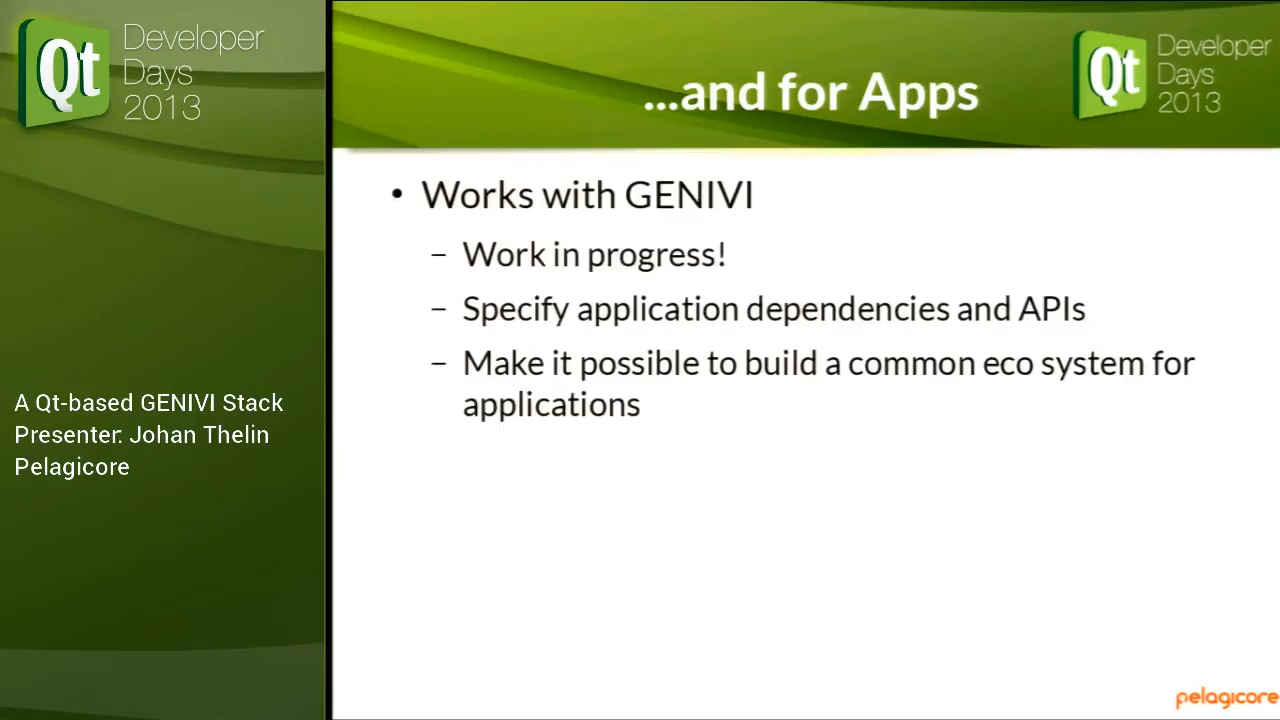 Qt
Developer
Days
2013
...and for Apps
Qt
Developer
Days
2013
• Works with GENIVI
– Work in progress!
– Specify application dependencies and APIs
– Make it possible to build a common eco system for
applications
A Qt-based GENIVI Stack
Presenter: Johan Thelin
Pelagicore
pelagicore